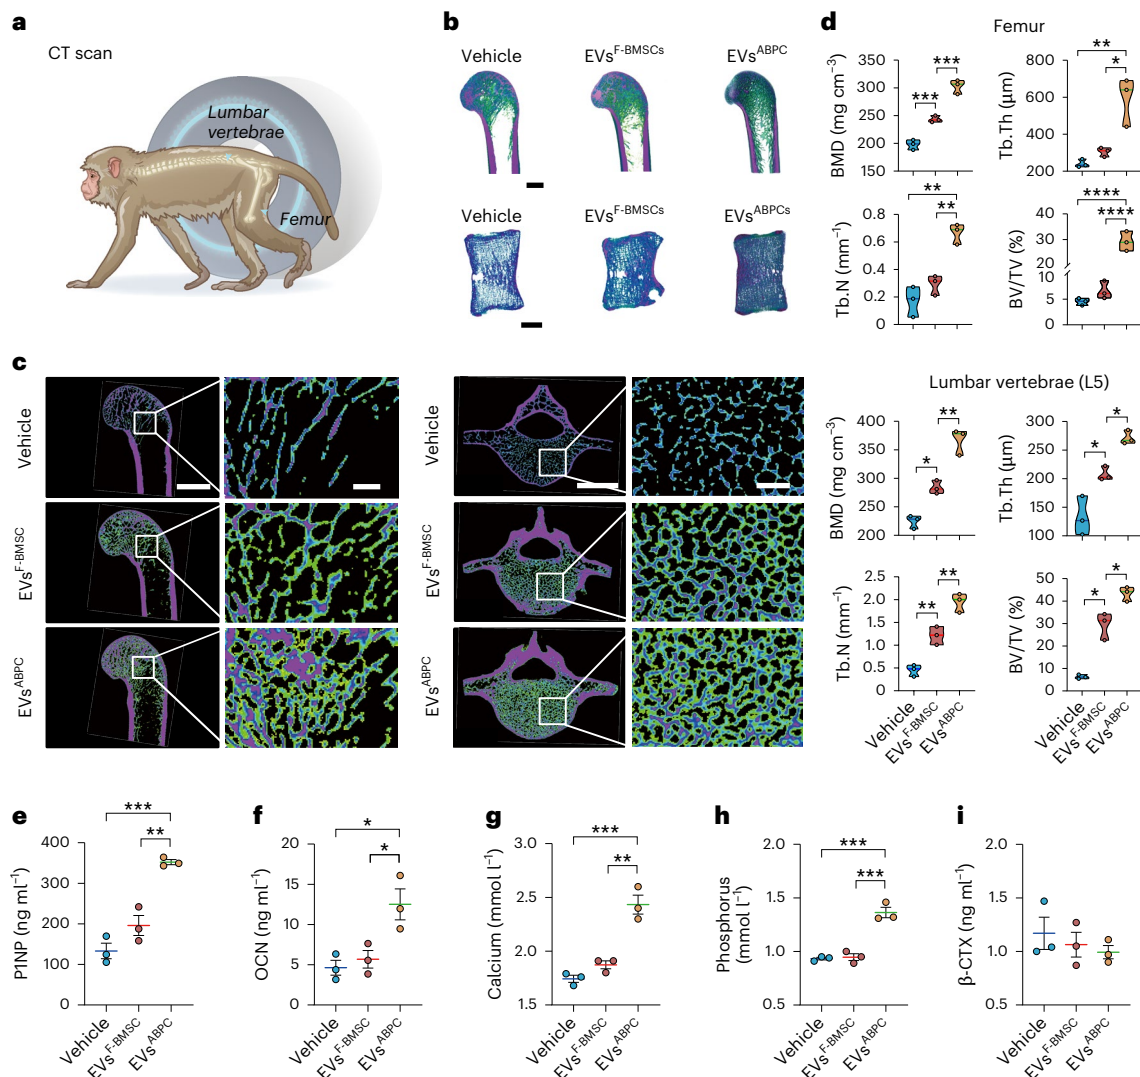 a
CT scan
Lumbar
vertebrae
Femur
b
Vehicle
EVs^F-BMSCs
EVs^ABPC
Vehicle
EVs^F-BMSCs
EVs^ABPCs
c
Vehicle
EVs^F-BMSC
EVs^ABPC
Vehicle
EVs^F-BMSC
EVs^ABPC
d
Femur
BMD (mg cm⁻³)
350
300
250
200
150
***
***
Tb.Th (µm)
800
600
400
200
**
*
Tb.N (mm⁻¹)
0.8
0.6
0.4
0.2
0
**
**
BV/TV (%)
40
30
20
10
5
0
****
****
Lumbar vertebrae (L5)
BMD (mg cm⁻³)
400
350
300
250
200
*
**
Tb.Th (µm)
300
250
200
150
100
*
*
Tb.N (mm⁻¹)
2.5
2.0
1.5
1.0
0.5
0
**
**
Vehicle
EVs^F-BMSC
EVs^ABPC
BV/TV (%)
50
40
30
20
10
0
*
*
Vehicle
EVs^F-BMSC
EVs^ABPC
e
P1NP (ng ml⁻¹)
400
300
200
100
0
***
**
Vehicle
EVs^F-BMSC
EVs^ABPC
f
OCN (ng ml⁻¹)
20
15
10
5
0
*
*
Vehicle
EVs^F-BMSC
EVs^ABPC
g
Calcium (mmol l⁻¹)
3.0
2.5
2.0
1.5
***
**
Vehicle
EVs^F-BMSC
EVs^ABPC
h
Phosphorus
(mmol l⁻¹)
2.0
1.5
1.0
0.5
***
***
Vehicle
EVs^F-BMSC
EVs^ABPC
i
β-CTX (ng ml⁻¹)
2.0
1.5
1.0
0.5
Vehicle
EVs^F-BMSC
EVs^ABPC